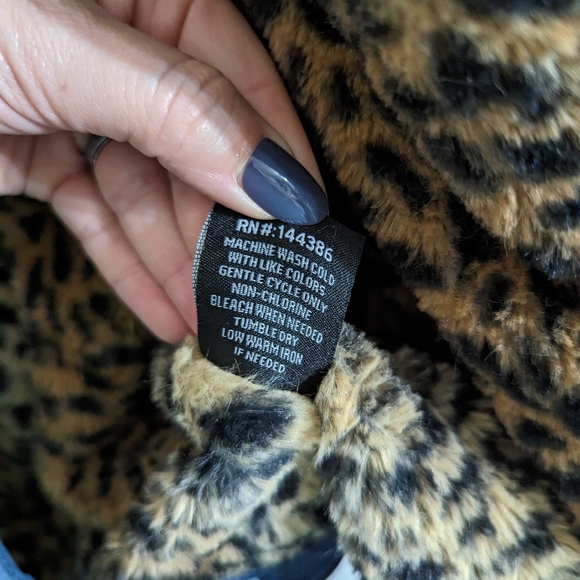 RN#:144386
MACHINE WASH COLD
WITH LIKE COLORS
GENTLE CYCLE ONLY
NON-CHLORINE
BLEACH WHEN NEEDED
TUMBLE DRY
LOW WARM IRON
IF NEEDED